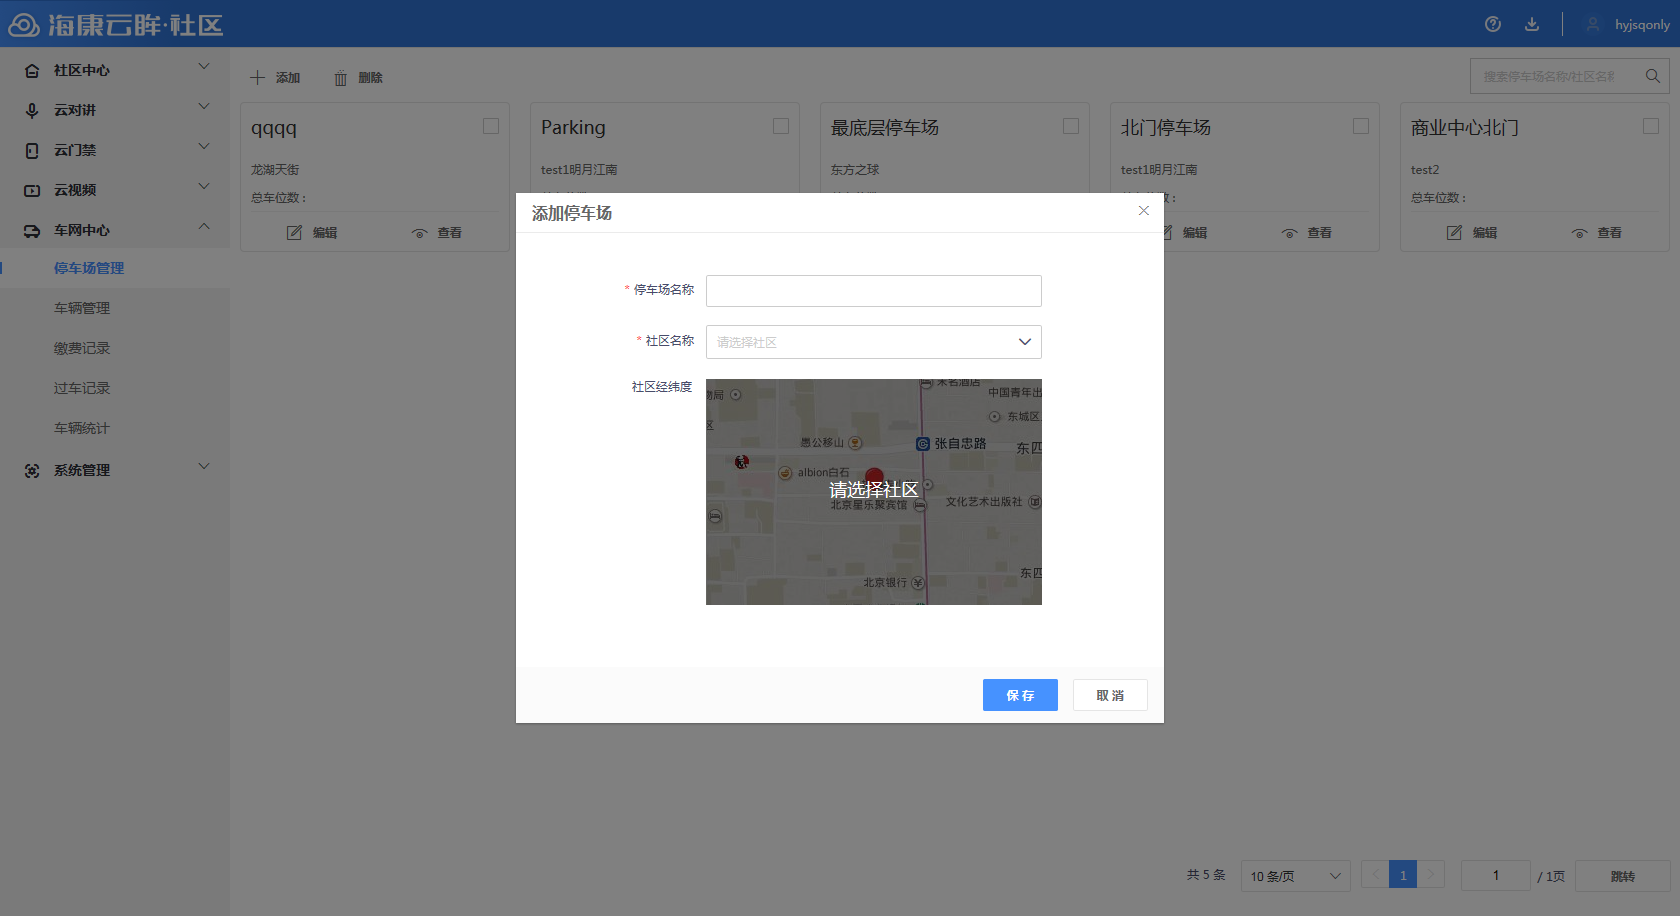 海康云眸·社区
hyjsqonly
社区中心
云对讲
云门禁
云视频
车网中心
停车场管理
车辆管理
缴费记录
过车记录
车辆统计
系统管理
添加 删除
搜索停车场名称/社区名称
qqqq
龙湖天街
总车位数：
编辑 查看
Parking
test1明月江南
最底层停车场
东方之球
北门停车场
test1明月江南
编辑 查看
商业中心北门
test2
总车位数：
编辑 查看
添加停车场
* 停车场名称
* 社区名称
请选择社区
社区经纬度
物局
区
未名酒店
中国青年出
东城区
愚公移山
张自忠路
东四
albion白石
请选择社区
北京星乐聚宾馆
文化艺术出版社
北京银行
东四
保存 取消
共 5 条
10 条/页
1
1
/ 1页
跳转